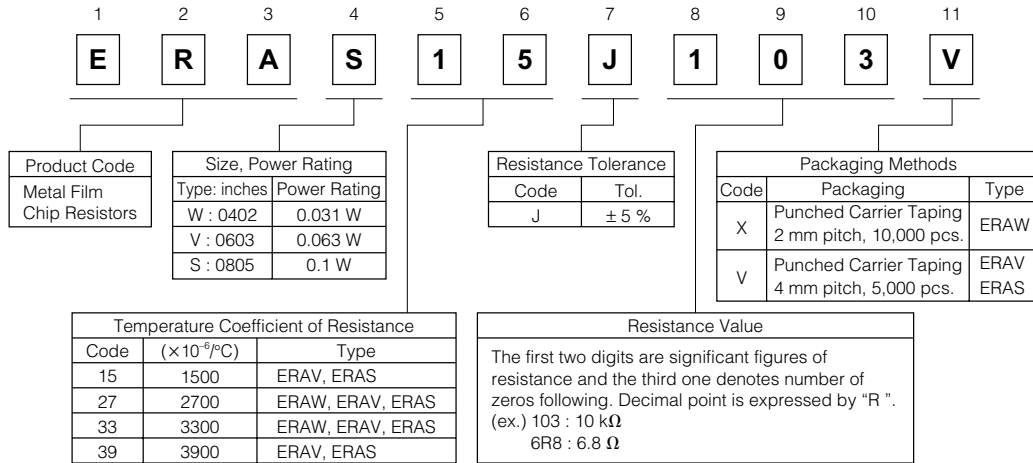 1 2 3 4 5 6 7 8 9 10 11
E R A S 1 5 J 1 0 3 V
Product Code
Metal Film
Chip Resistors
Size, Power Rating
Type: inches Power Rating
W : 0402 0.031 W
V : 0603 0.063 W
S : 0805 0.1 W
Resistance Tolerance
Code Tol.
J ± 5 %
Packaging Methods
Code Packaging Type
X Punched Carrier Taping 2 mm pitch, 10,000 pcs. ERAW
V Punched Carrier Taping 4 mm pitch, 5,000 pcs. ERAV ERAS
Temperature Coefficient of Resistance
Code (×10⁻⁶/°C) Type
15 1500 ERAV, ERAS
27 2700 ERAW, ERAV, ERAS
33 3300 ERAW, ERAV, ERAS
39 3900 ERAV, ERAS
Resistance Value
The first two digits are significant figures of
resistance and the third one denotes number of
zeros following. Decimal point is expressed by “R ”.
(ex.) 103 : 10 kΩ
6R8 : 6.8 Ω